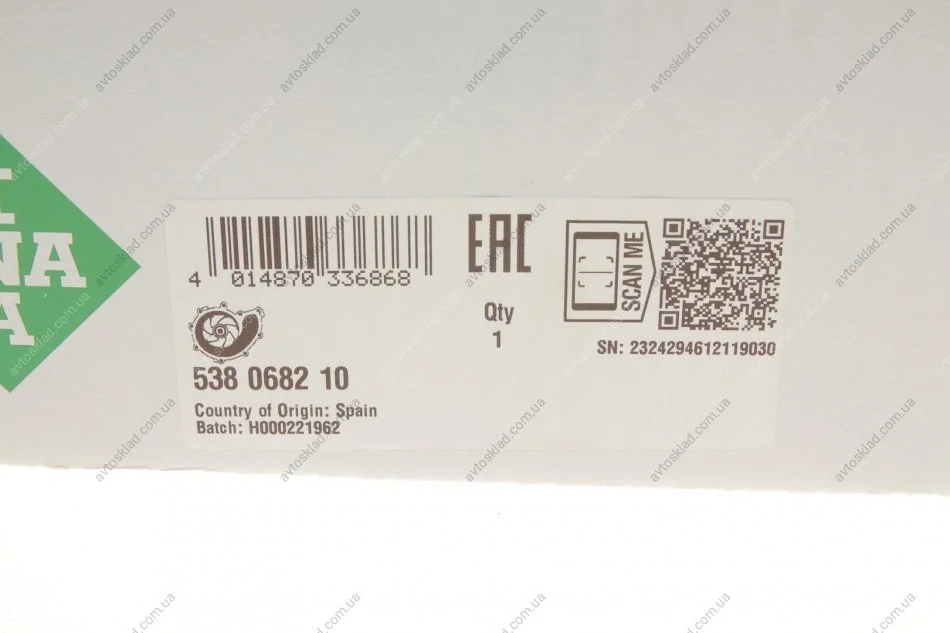 INA
4 014870 336868
EAC
SCAN ME
Qty
1
SN: 2324294612119030
538 0682 10
Country of Origin: Spain
Batch: H000221962
avtosklad.com.ua